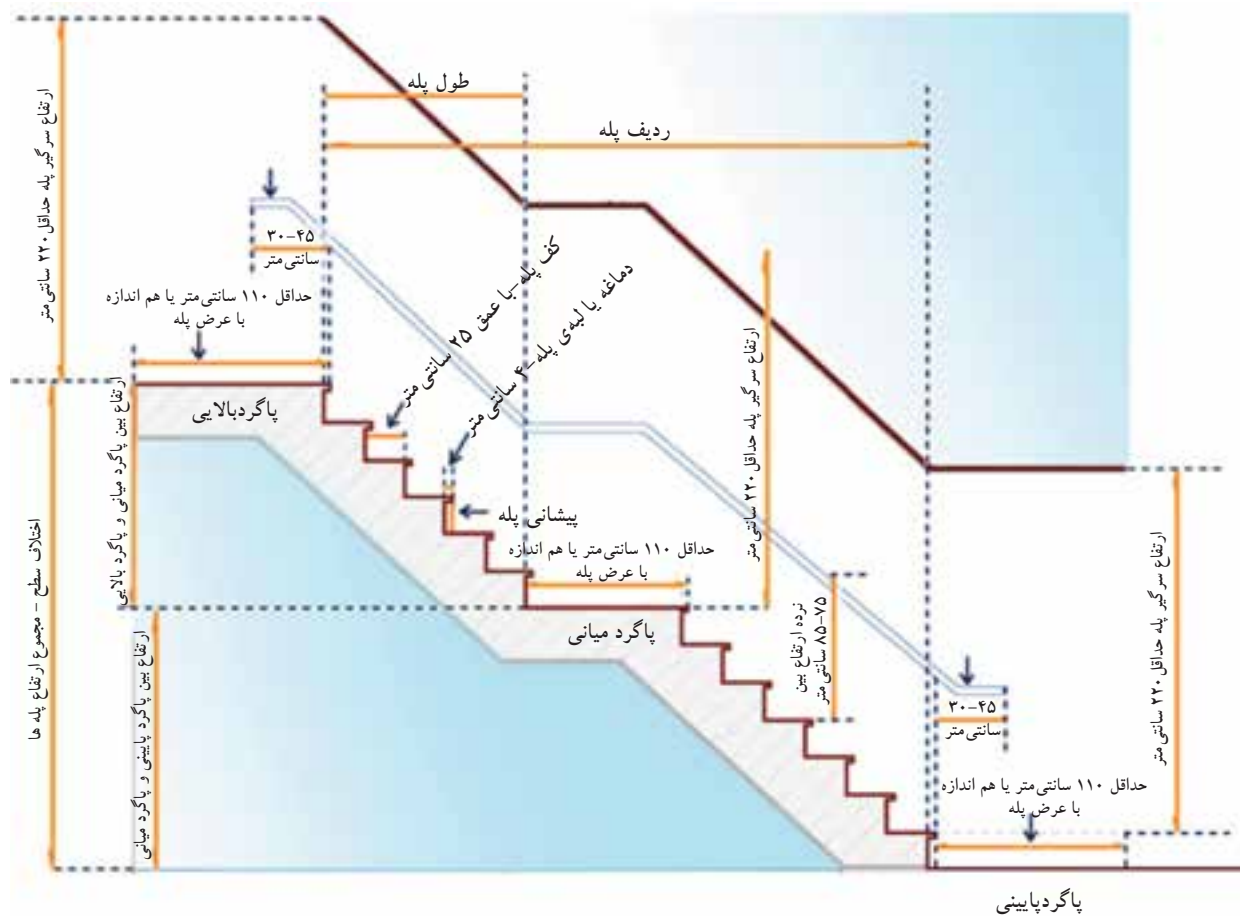 طول پله
ردیف پله
ارتفاع سرگیر پله حداقل ۲۲۰ سانتی متر
۳۰-۴۵
سانتی‌متر
حداقل ۱۱۰ سانتی‌متر یا هم اندازه
با عرض پله
کف پله-با عمق ۲۵ سانتی متر
دماغه یا لبه‌ی پله-۴ سانتی متر
پاگردبالایی
ارتفاع بین پاگرد میانی و پاگرد بالایی
پیشانی پله
ارتفاع سرگیر پله حداقل ۲۲۰ سانتی متر
حداقل ۱۱۰ سانتی‌متر یا هم اندازه
با عرض پله
پاگرد میانی
اختلاف سطح - مجموع ارتفاع پله ها
ارتفاع بین پاگرد پایینی و پاگرد میانی
نرده ارتفاع بین
۸۵-۷۵ سانتی متر
۳۰-۴۵
سانتی‌متر
ارتفاع سرگیر پله حداقل ۲۲۰ سانتی متر
حداقل ۱۱۰ سانتی‌متر یا هم اندازه
با عرض پله
پاگردپایینی